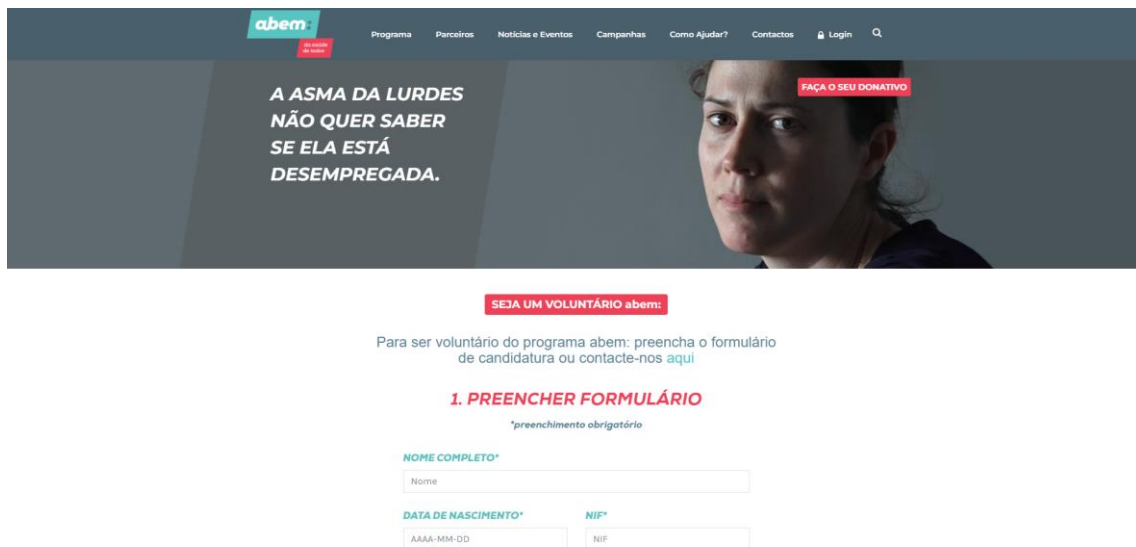 abem:
da saúde
de todos
Programa Parceiros Notícias e Eventos Campanhas Como Ajudar? Contactos Login
FAÇA O SEU DONATIVO
A ASMA DA LURDES
NÃO QUER SABER
SE ELA ESTÁ
DESEMPREGADA.
SEJA UM VOLUNTÁRIO abem:
Para ser voluntário do programa abem: preencha o formulário
de candidatura ou contacte-nos aqui
1. PREENCHER FORMULÁRIO
*preenchimento obrigatório
NOME COMPLETO*
Nome
DATA DE NASCIMENTO* NIF*
AAAA-MM-DD NIF